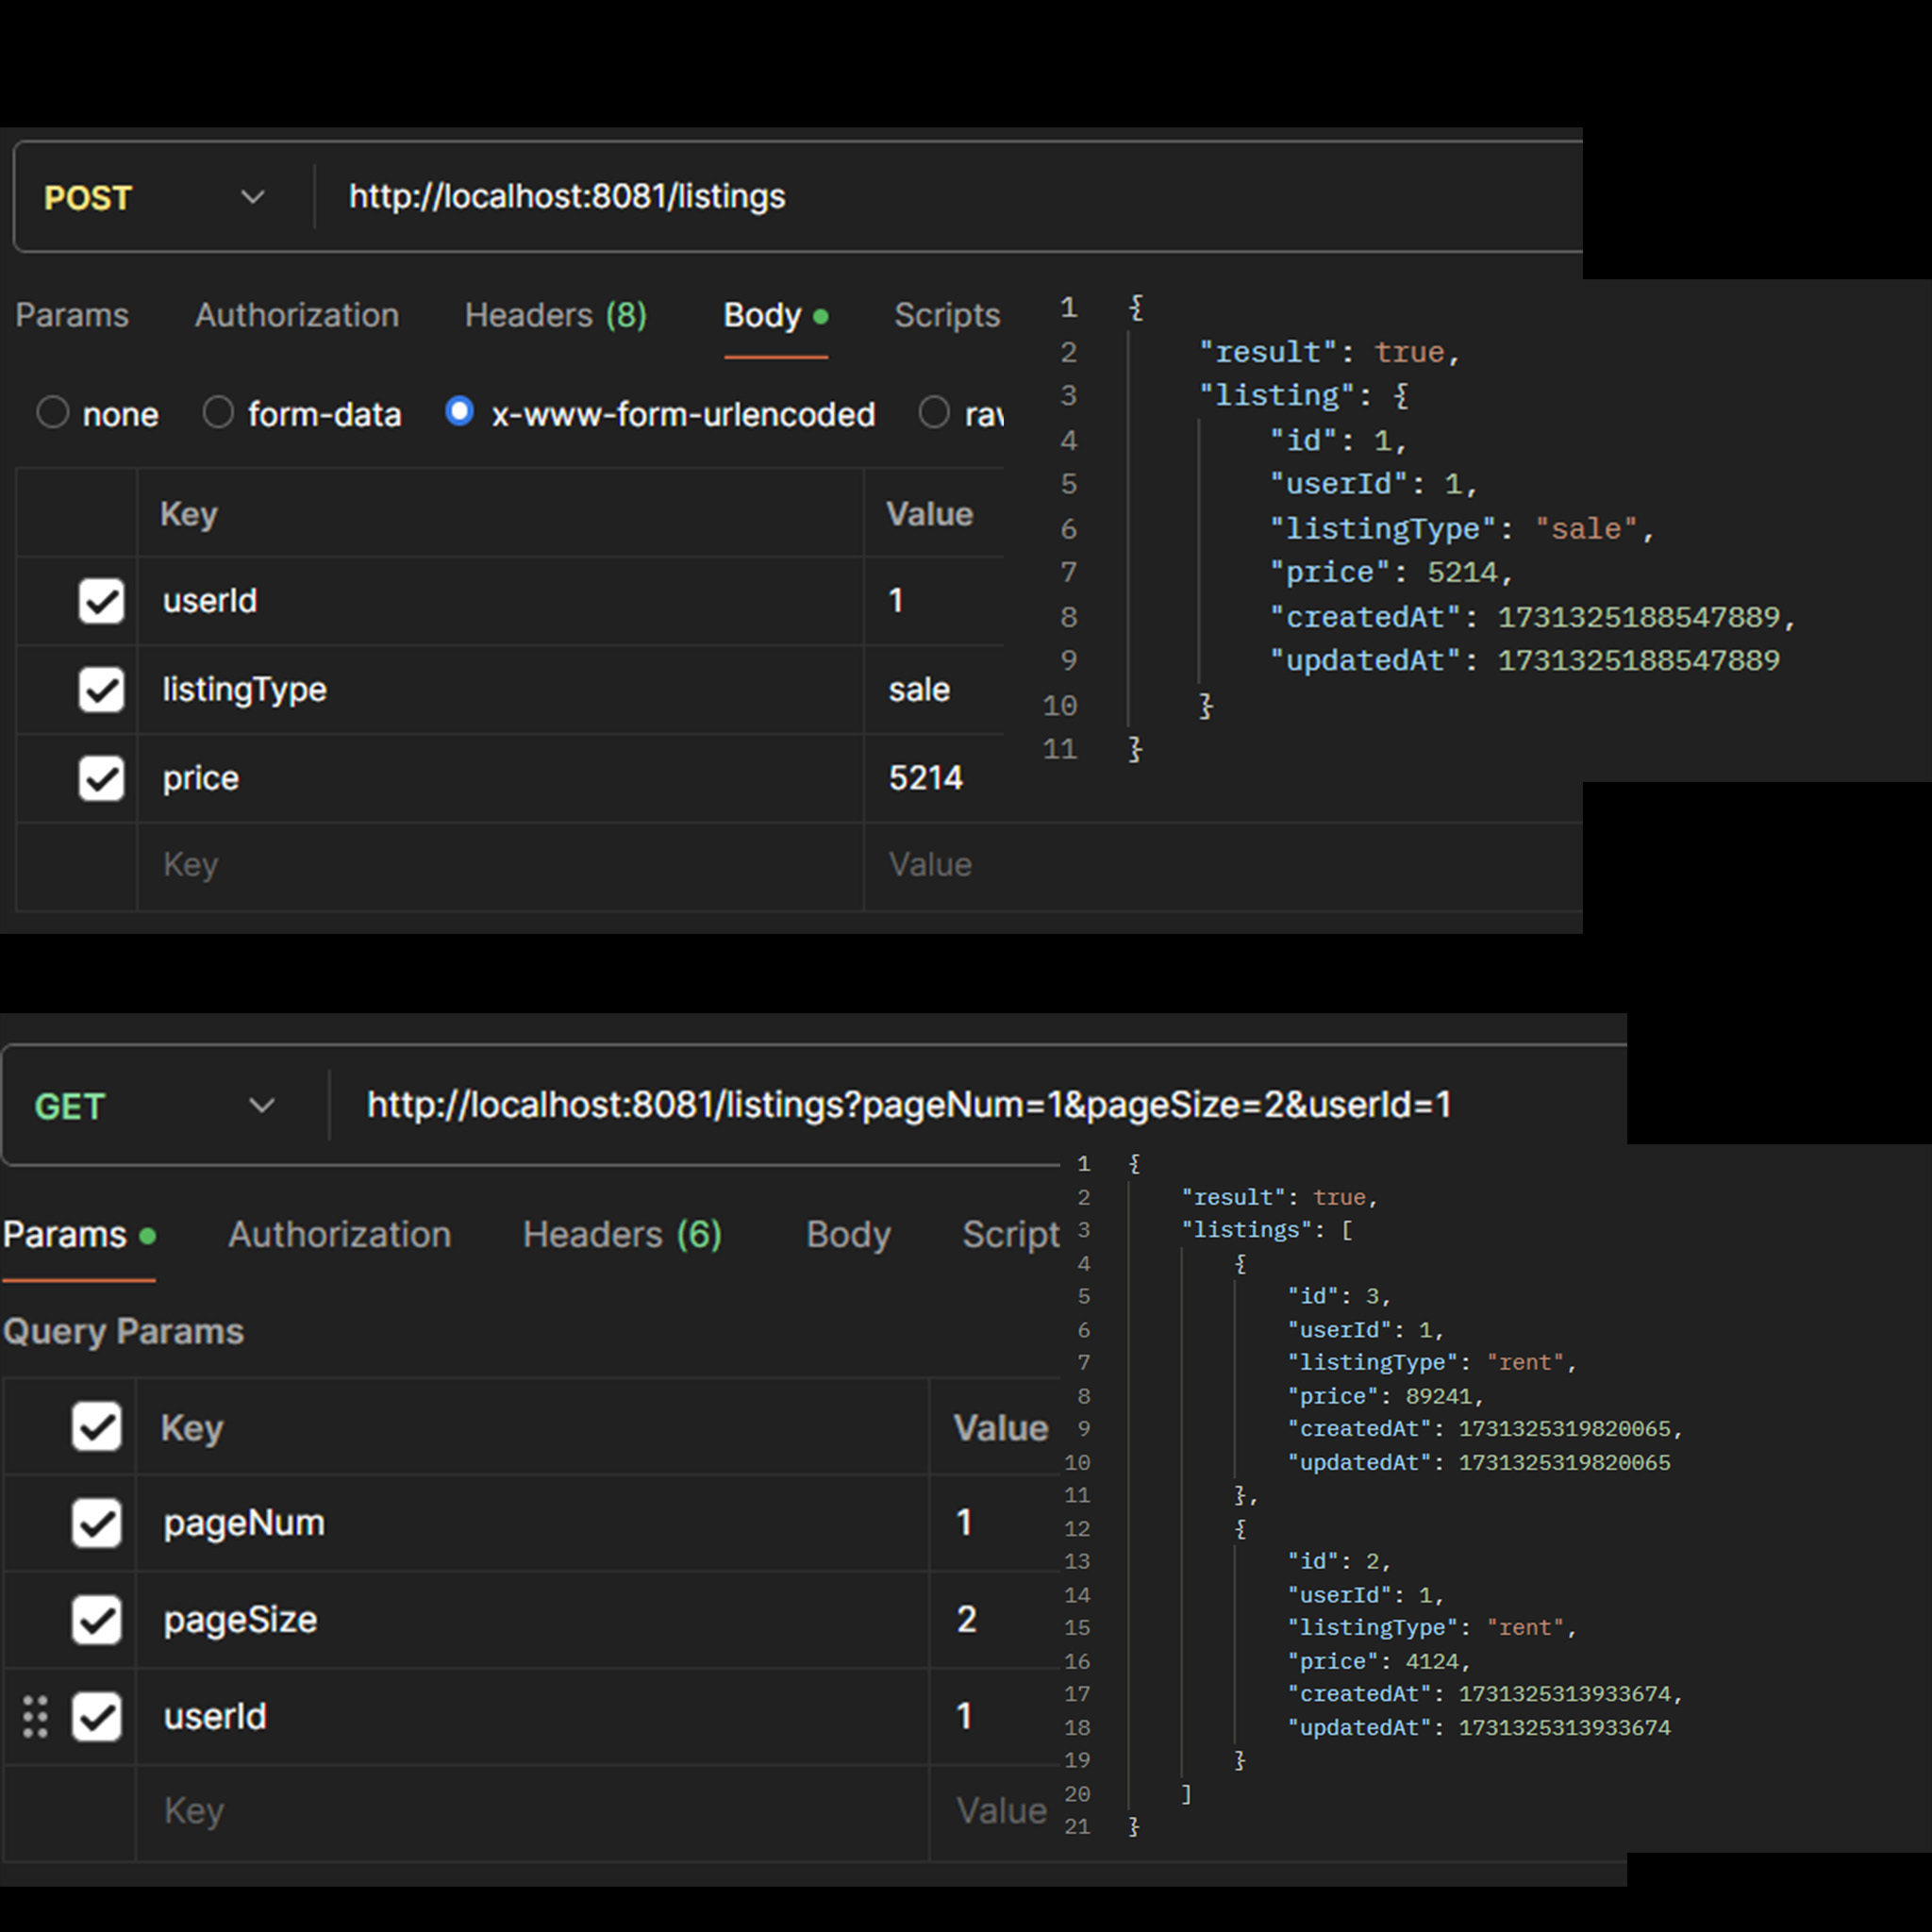 POST http://localhost:8081/listings
Params Authorization Headers (8) Body Scripts
none form-data x-www-form-urlencoded
Key Value
userId 1
listingType sale
price 5214
Key Value
1 {
2 "result": true,
3 "listing": {
4 "id": 1,
5 "userId": 1,
6 "listingType": "sale",
7 "price": 5214,
8 "createdAt": 1731325188547889,
9 "updatedAt": 1731325188547889
10 }
11 }
GET http://localhost:8081/listings?pageNum=1&pageSize=2&userId=1
Params Authorization Headers (6) Body Script
Query Params
Key Value
pageNum 1
pageSize 2
userId 1
Key Value
1 {
2 "result": true,
3 "listings": [
4 {
5 "id": 3,
6 "userId": 1,
7 "listingType": "rent",
8 "price": 89241,
9 "createdAt": 1731325319820065,
10 "updatedAt": 1731325319820065
11 },
12 {
13 "id": 2,
14 "userId": 1,
15 "listingType": "rent",
16 "price": 4124,
17 "createdAt": 1731325313933674,
18 "updatedAt": 1731325313933674
19 }
20 ]
21 }